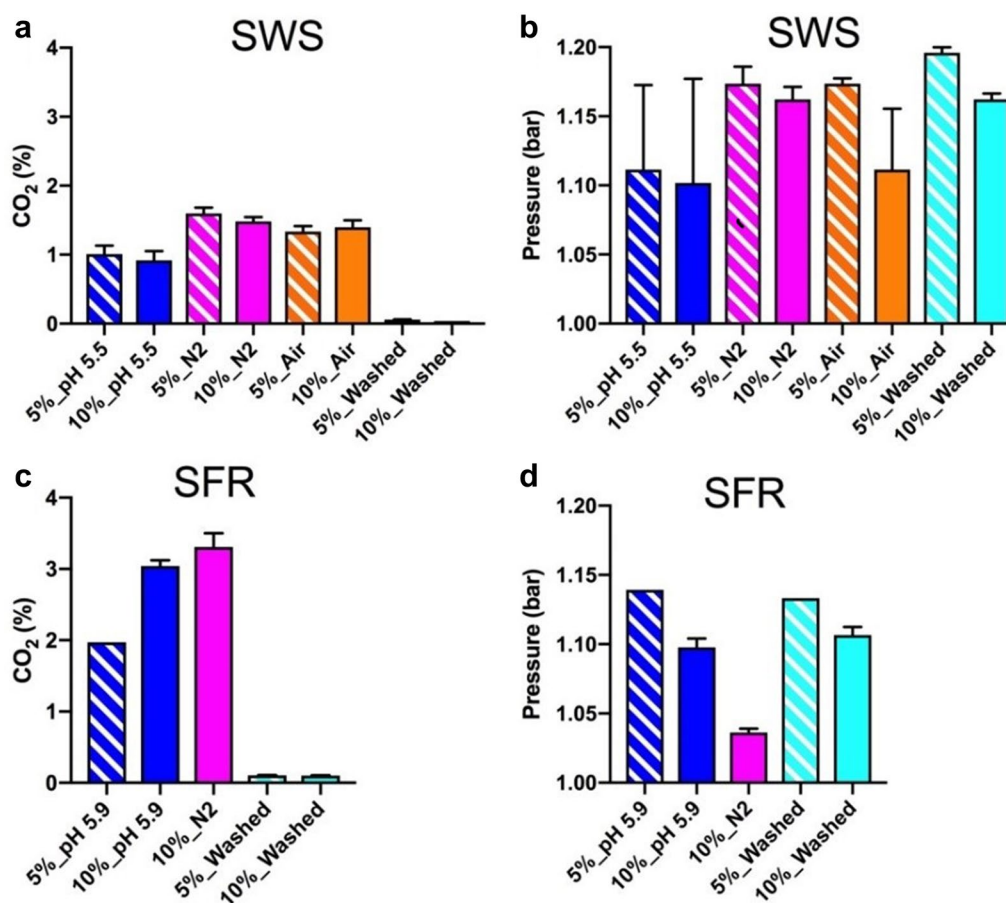 a
SWS
CO2 (%)
4
3
2
1
0
5%_pH 5.5
10%_pH 5.5
5%_N2
10%_N2
5%_Air
10%_Air
5%_Washed
10%_Washed
b
SWS
Pressure (bar)
1.20
1.15
1.10
1.05
1.00
5%_pH 5.5
10%_pH 5.5
5%_N2
10%_N2
5%_Air
10%_Air
5%_Washed
10%_Washed
c
SFR
CO2 (%)
4
3
2
1
0
5%_pH 5.9
10%_pH 5.9
10%_N2
5%_Washed
10%_Washed
d
SFR
Pressure (bar)
1.20
1.15
1.10
1.05
1.00
5%_pH 5.9
10%_pH 5.9
10%_N2
5%_Washed
10%_Washed